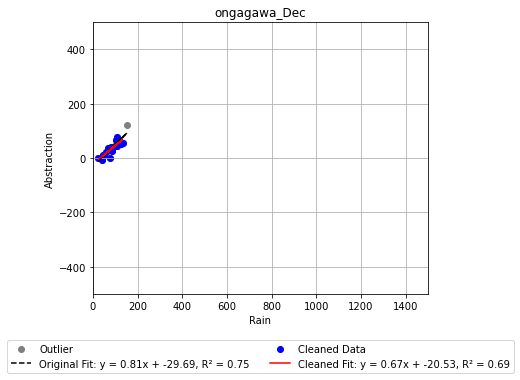 ongagawa_Dec
400
200
0
−200
−400
Abstraction
0 200 400 600 800 1000 1200 1400
Rain
Outlier Cleaned Data
Original Fit: y = 0.81x + -29.69, R² = 0.75 Cleaned Fit: y = 0.67x + -20.53, R² = 0.69